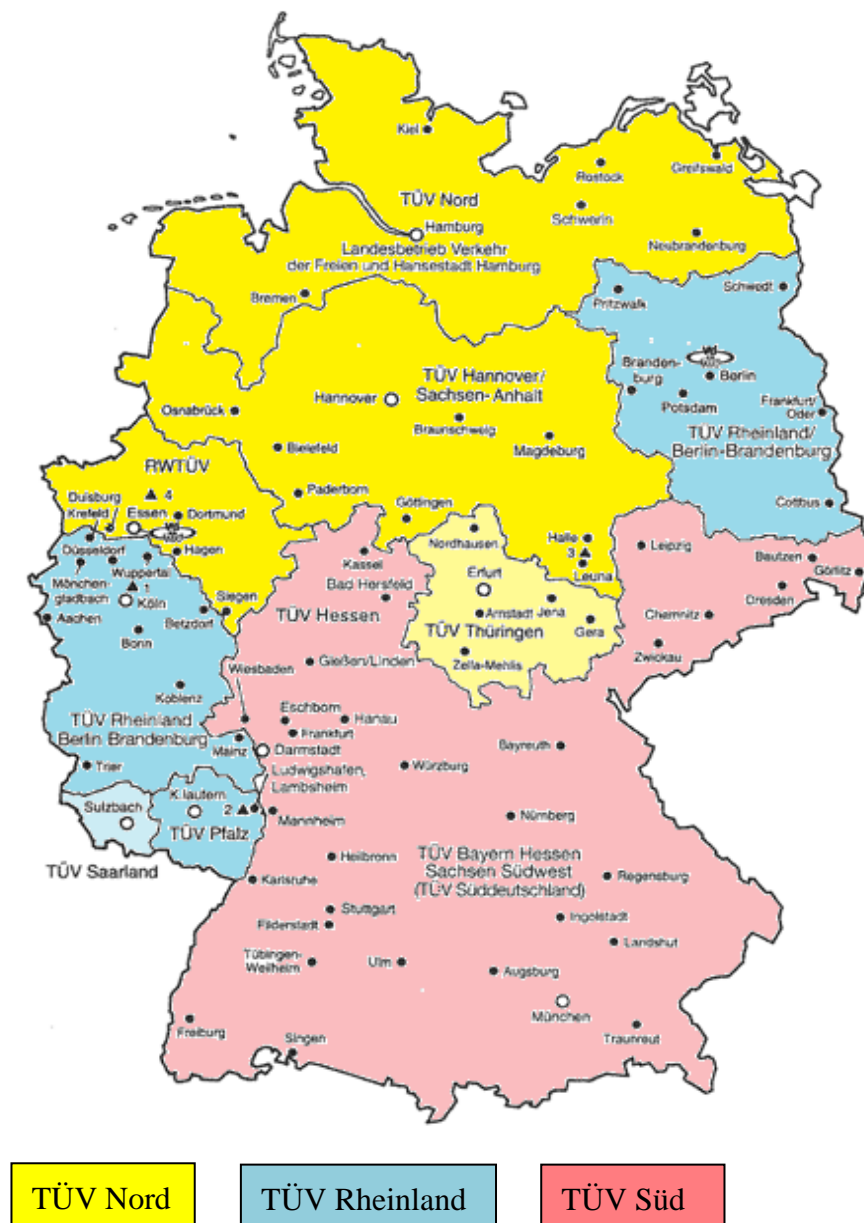 Kiel
Greifswald
Rostock
TÜV Nord
Schwerin
Hamburg
Neubrandenburg
Landesbetrieb Verkehr
der Freien und Hansestadt Hamburg
Bremen
Pritzwalk
Schwedt
Branden-
burg
Berlin
TÜV Hannover/
Sachsen-Anhalt
Hannover
Potsdam
Frankfurt/
Oder
Osnabrück
Braunschweig
TÜV Rheinland/
Berlin-Brandenburg
Magdeburg
Bielefeld
RWTÜV
Duisburg
4
Paderborn
Cottbus
Krefeld
Essen
Dortmund
Göttingen
Düsseldorf
Hagen
Nordhausen
Halle
3
Leuna
Leipzig
Bautzen
Görlitz
Wuppertal
Kassel
Mönchen-
gladbach
1
Köln
Bad Hersfeld
Erfurt
Dresden
Siegen
Aachen
Betzdorf
TÜV Hessen
Arnstadt
Jena
Chemnitz
TÜV Thüringen
Gera
Bonn
Zella-Mehlis
Zwickau
Wiesbaden
Gießen/Linden
Koblenz
Eschborn
Hanau
TÜV Rheinland
Berlin Brandenburg
Frankfurt
Mainz
Darmstadt
Bayreuth
Trier
Ludwigshafen,
Lambsheim
Würzburg
K.lautern
Sulzbach
2
Mannheim
Nürnberg
TÜV Pfalz
TÜV Saarland
Heilbronn
TÜV Bayern Hessen
Sachsen Südwest
(TÜV Süddeutschland)
Karlsruhe
Regensburg
Stuttgart
Filderstadt
Ingolstadt
Landshut
Tübingen-
Weilheim
Ulm
Augsburg
München
Freiburg
Traunreut
Singen
TÜV Nord
TÜV Rheinland
TÜV Süd